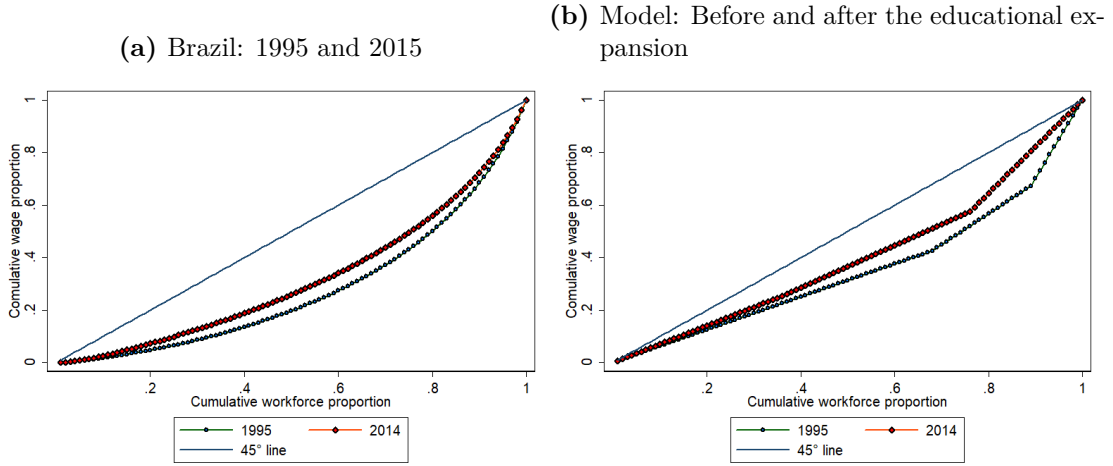 (a) Brazil: 1995 and 2015
Comulative wage proportion
1
.8
.6
.4
.2
0
.2
.4
.6
.8
1
Cumulative workforce proportion
1995
2014
45° line
(b) Model: Before and after the educational ex-
pansion
Comulative wage proportion
1
.8
.6
.4
.2
0
.2
.4
.6
.8
1
Cumulative workforce proportion
1995
2014
45° line